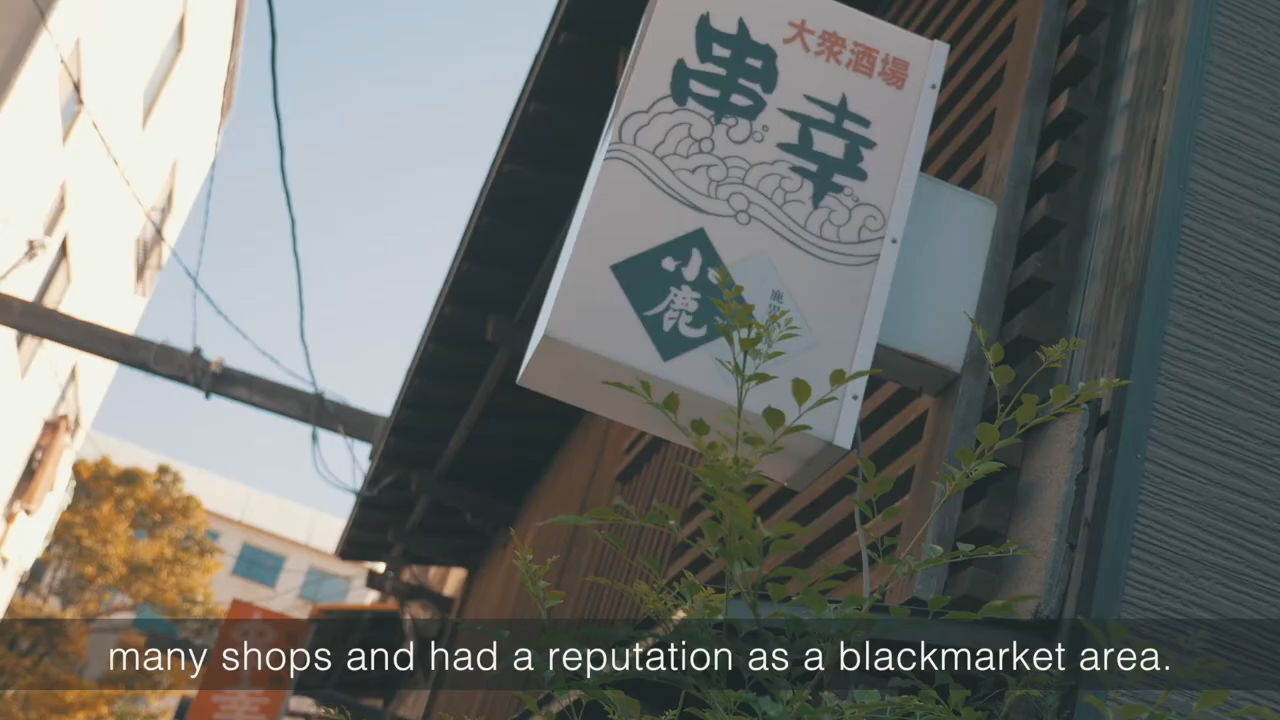 大衆酒場
串幸
小鹿
many shops and had a reputation as a blackmarket area.